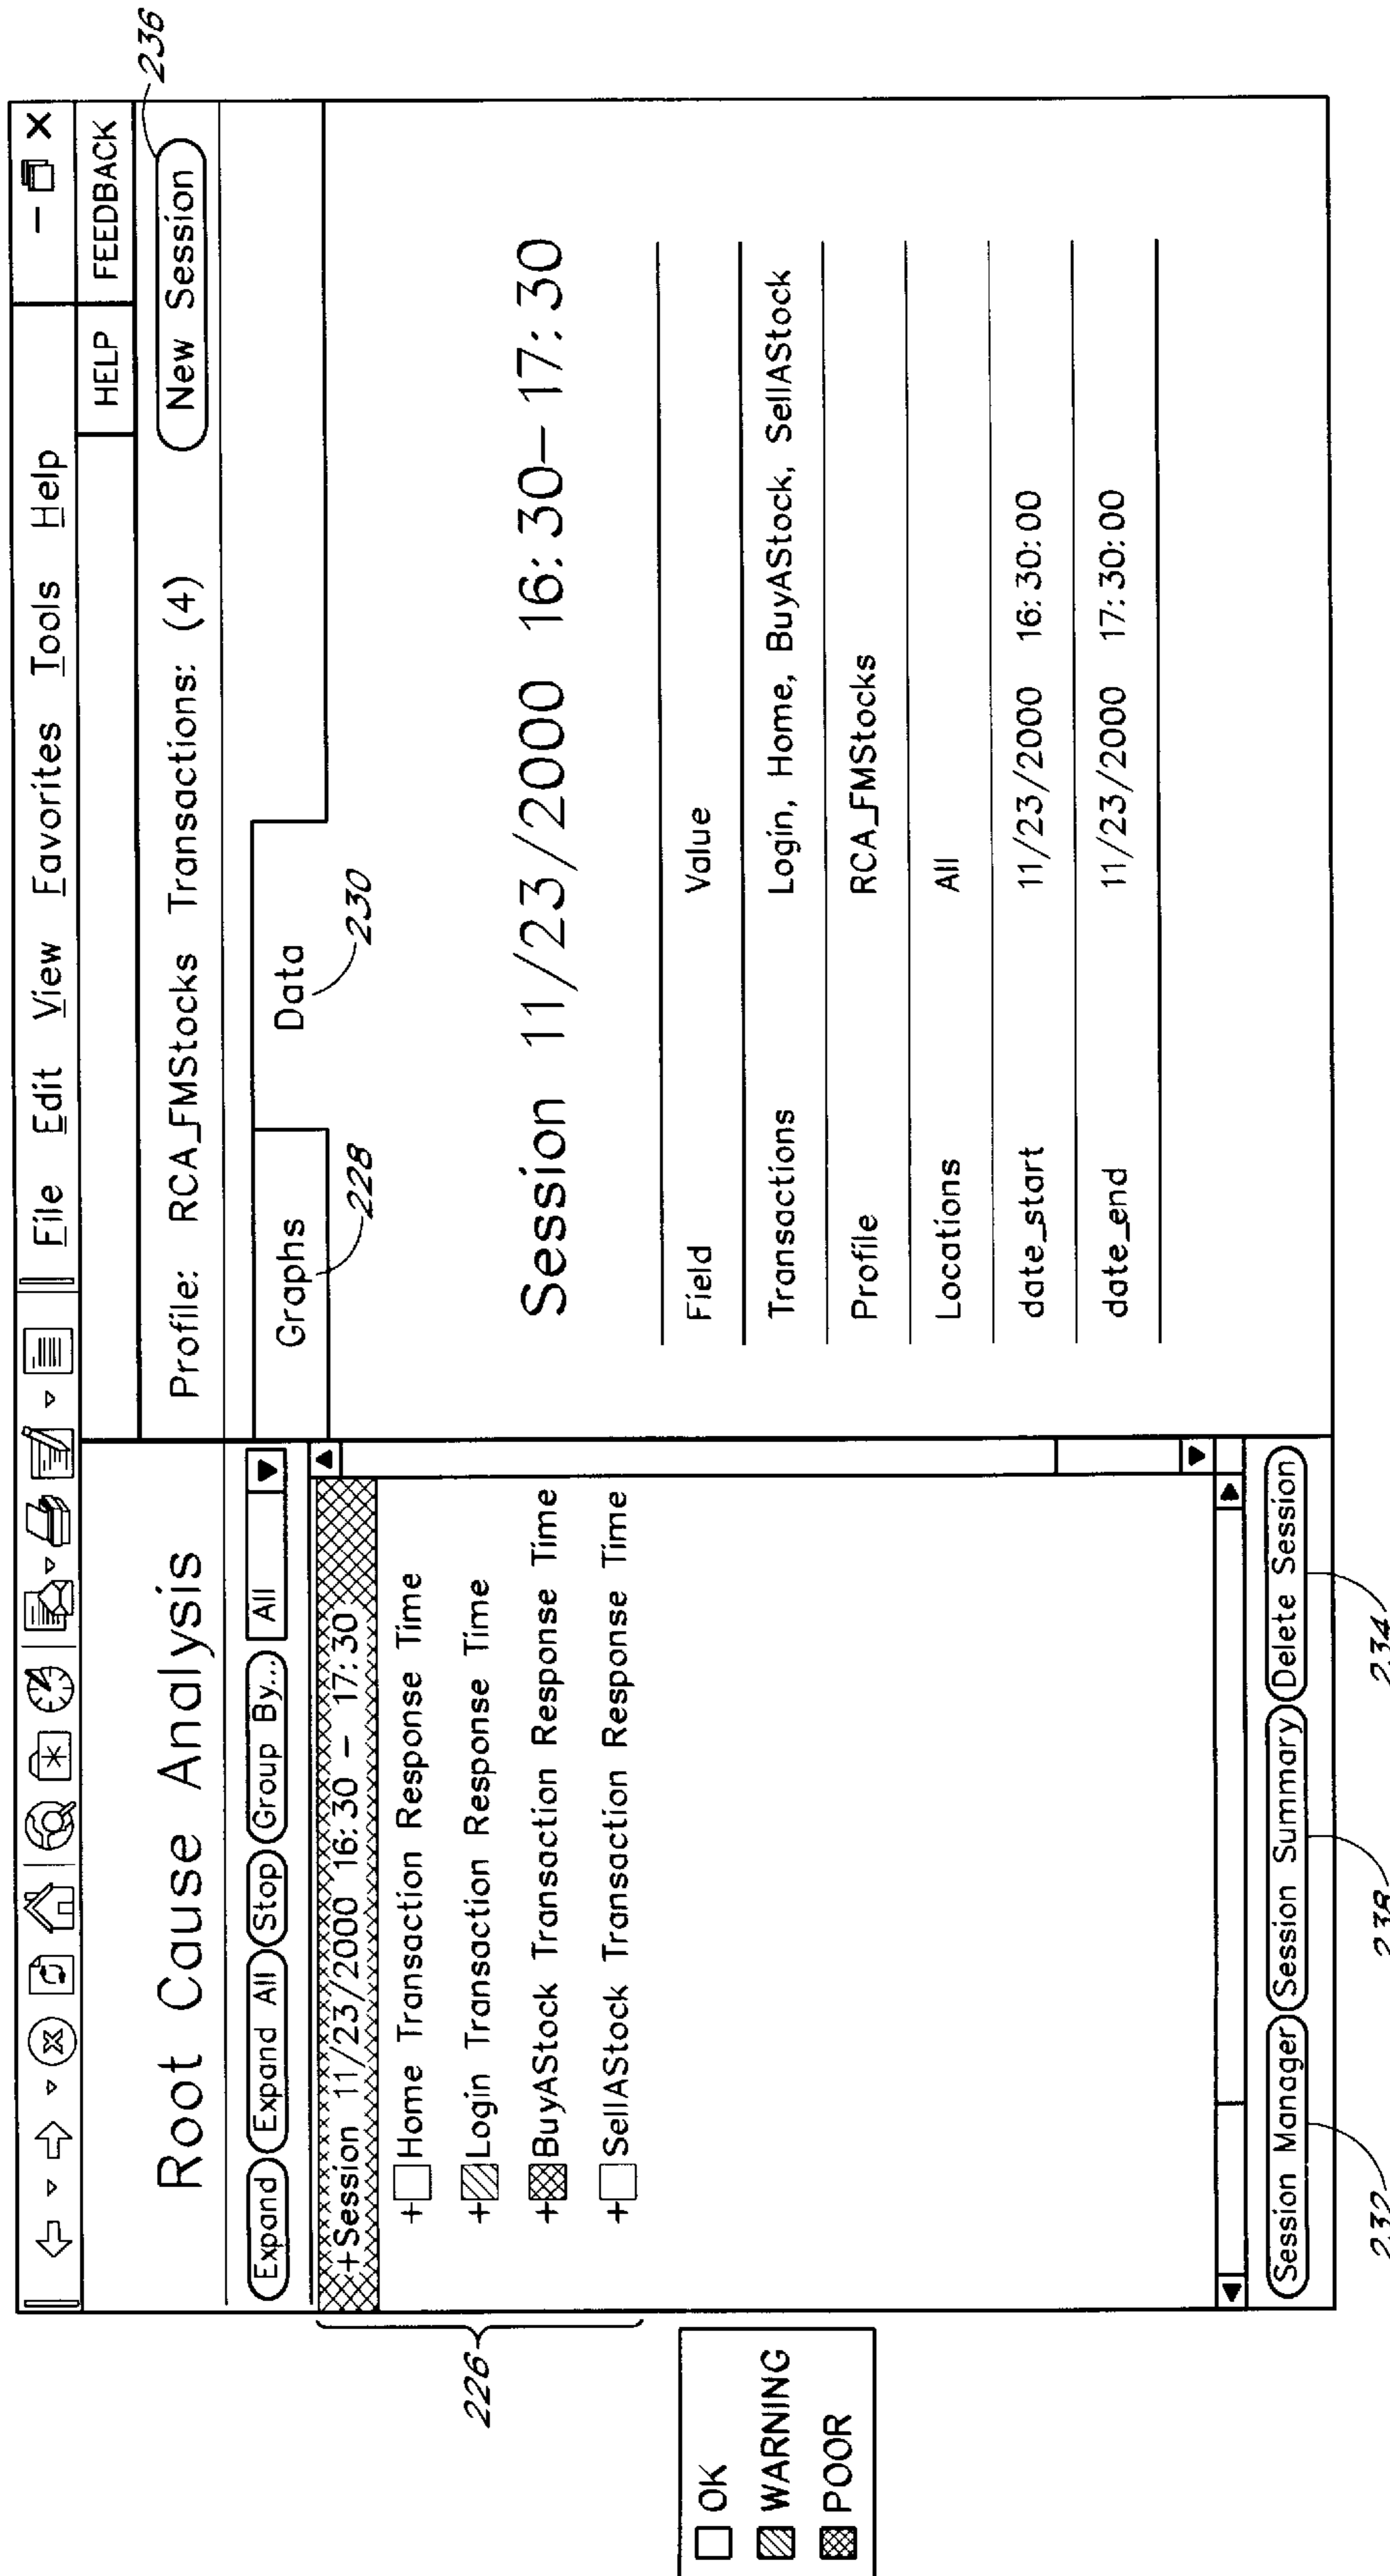 File Edit View Favorites Tools Help
HELP FEEDBACK
Root Cause Analysis
Profile: RCA_FMStocks Transactions: (4)
New Session
236
Expand Expand All Stop Group By... All
Graphs
228
Data
230
+Session 11/23/2000 16:30 - 17:30
+Home Transaction Response Time
+Login Transaction Response Time
+BuyAStock Transaction Response Time
+SellAStock Transaction Response Time
226
Session 11/23/2000 16:30-17:30
Field Value
Transactions Login, Home, BuyAStock, SellAStock
Profile RCA_FMStocks
Locations All
date_start 11/23/2000 16:30:00
date_end 11/23/2000 17:30:00
OK
WARNING
POOR
Session Manager Session Summary Delete Session
232 238 234